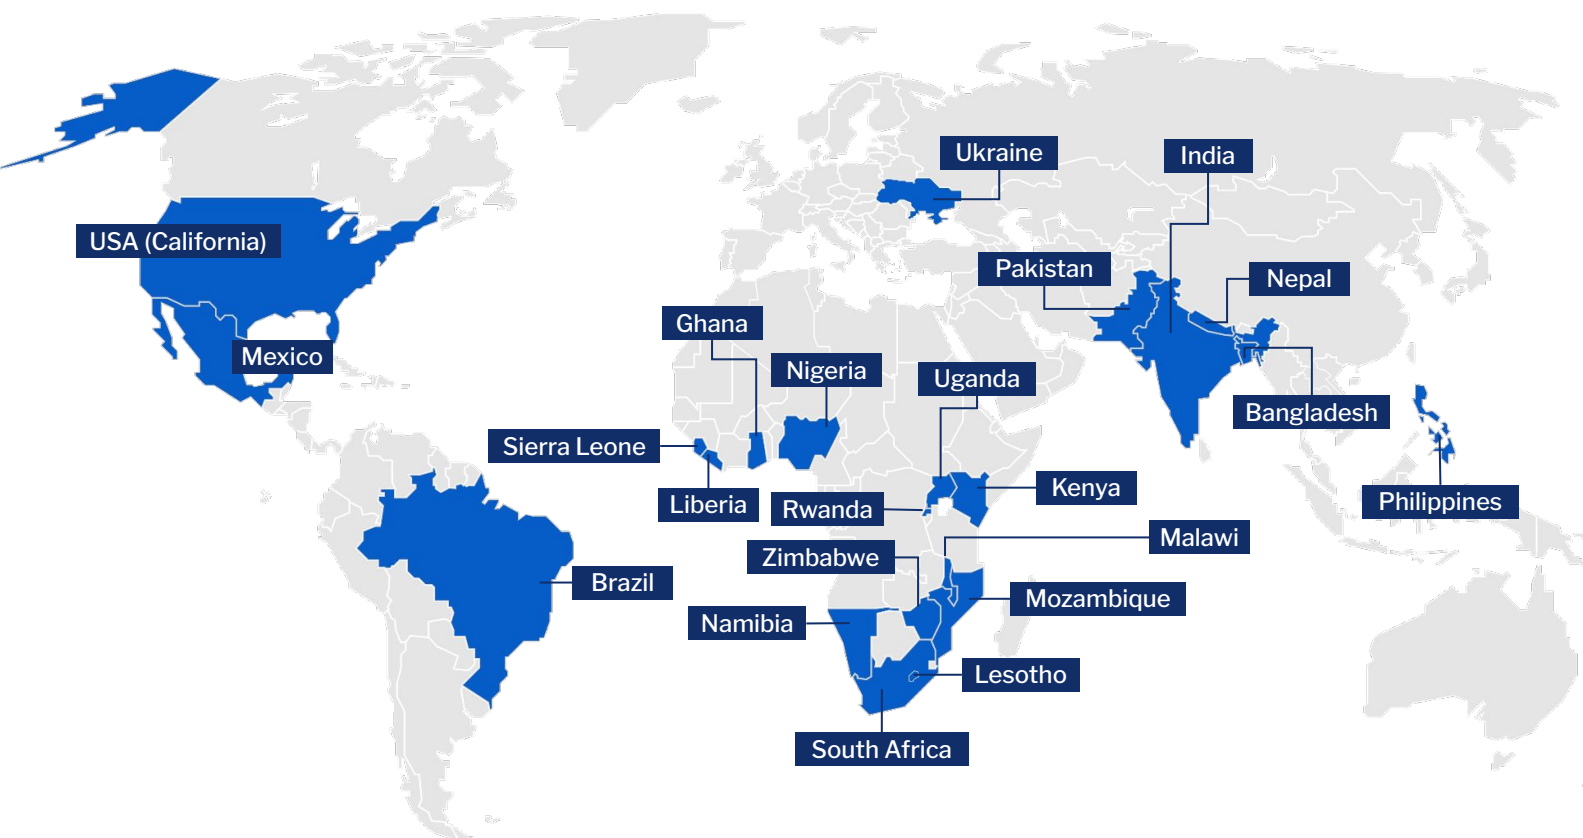 Ukraine
India
USA (California)
Pakistan
Nepal
Ghana
Mexico
Nigeria
Uganda
Bangladesh
Sierra Leone
Kenya
Liberia
Rwanda
Philippines
Malawi
Zimbabwe
Brazil
Mozambique
Namibia
Lesotho
South Africa